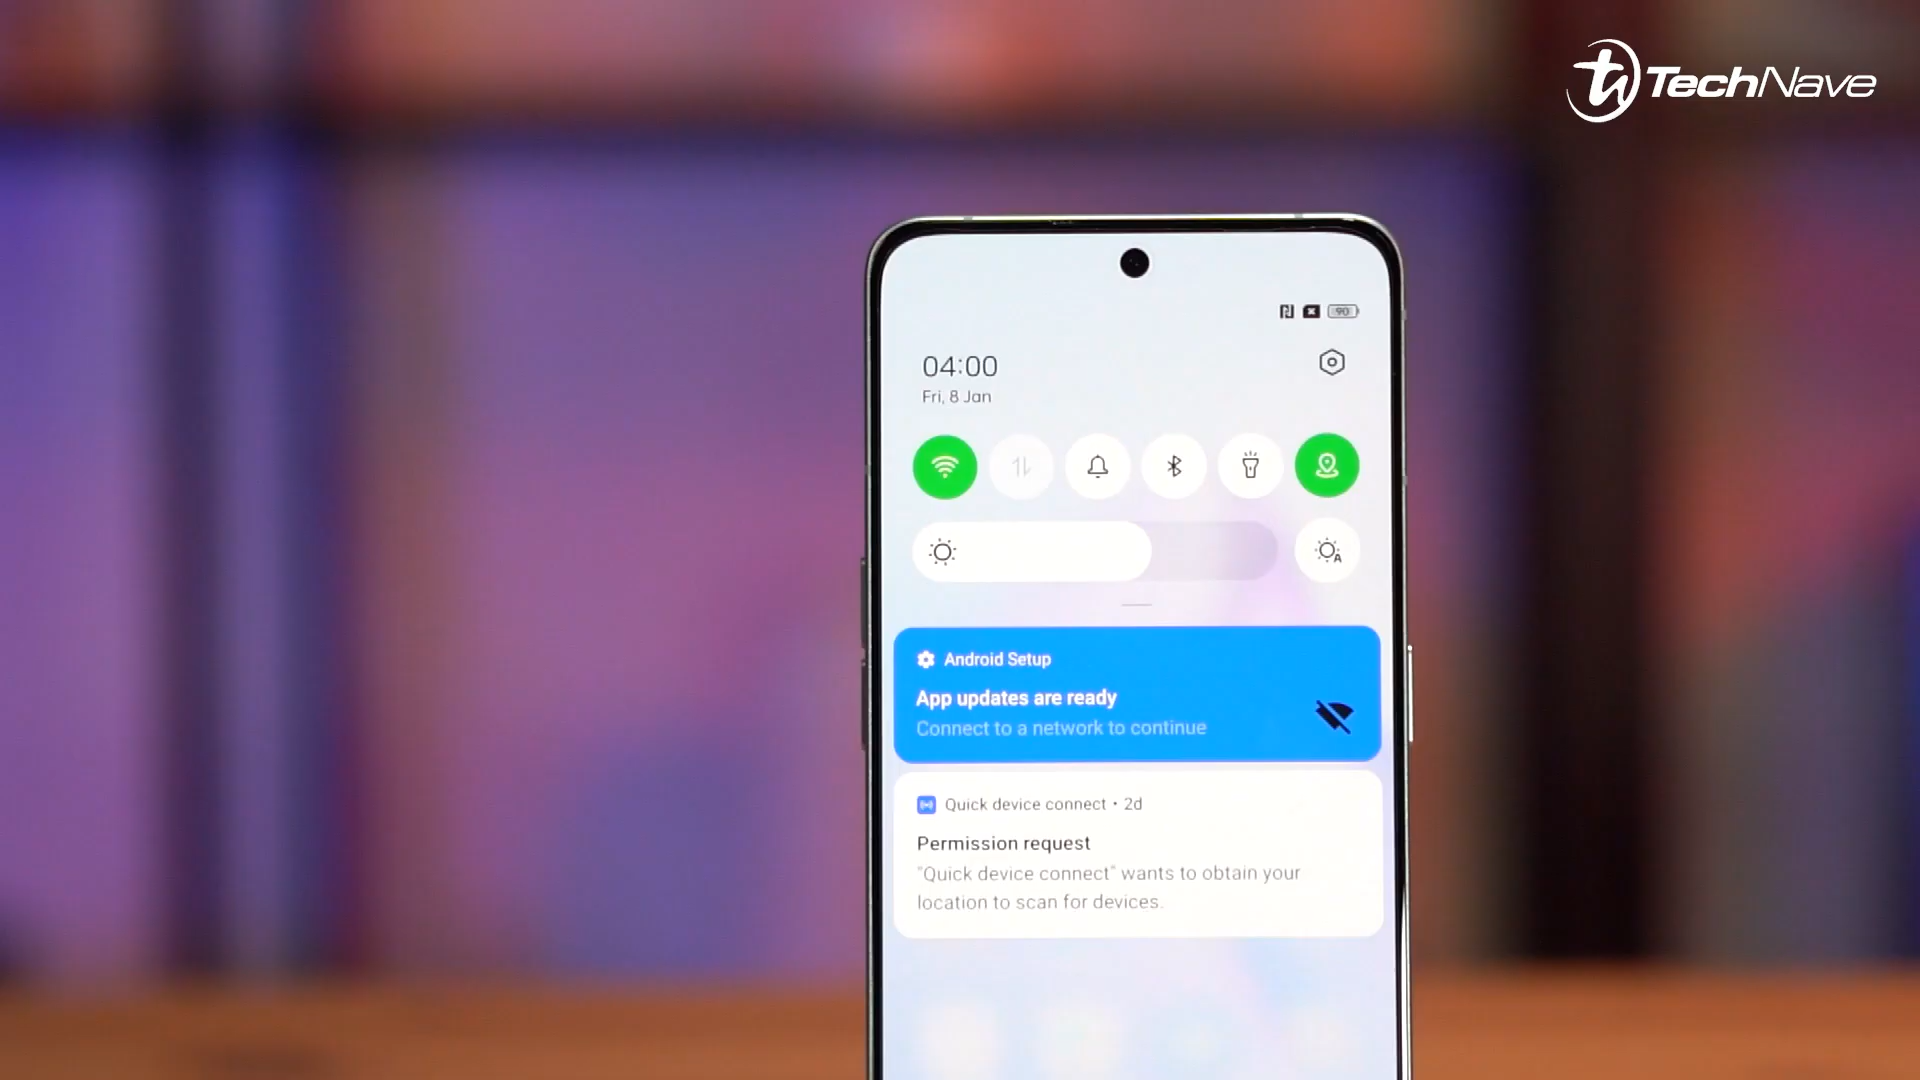 TechNave
90
04:00
Fri, 8 Jan
A
Android Setup
App updates are ready
Connect to a network to continue
Quick device connect • 2d
Permission request
"Quick device connect" wants to obtain your
location to scan for devices.